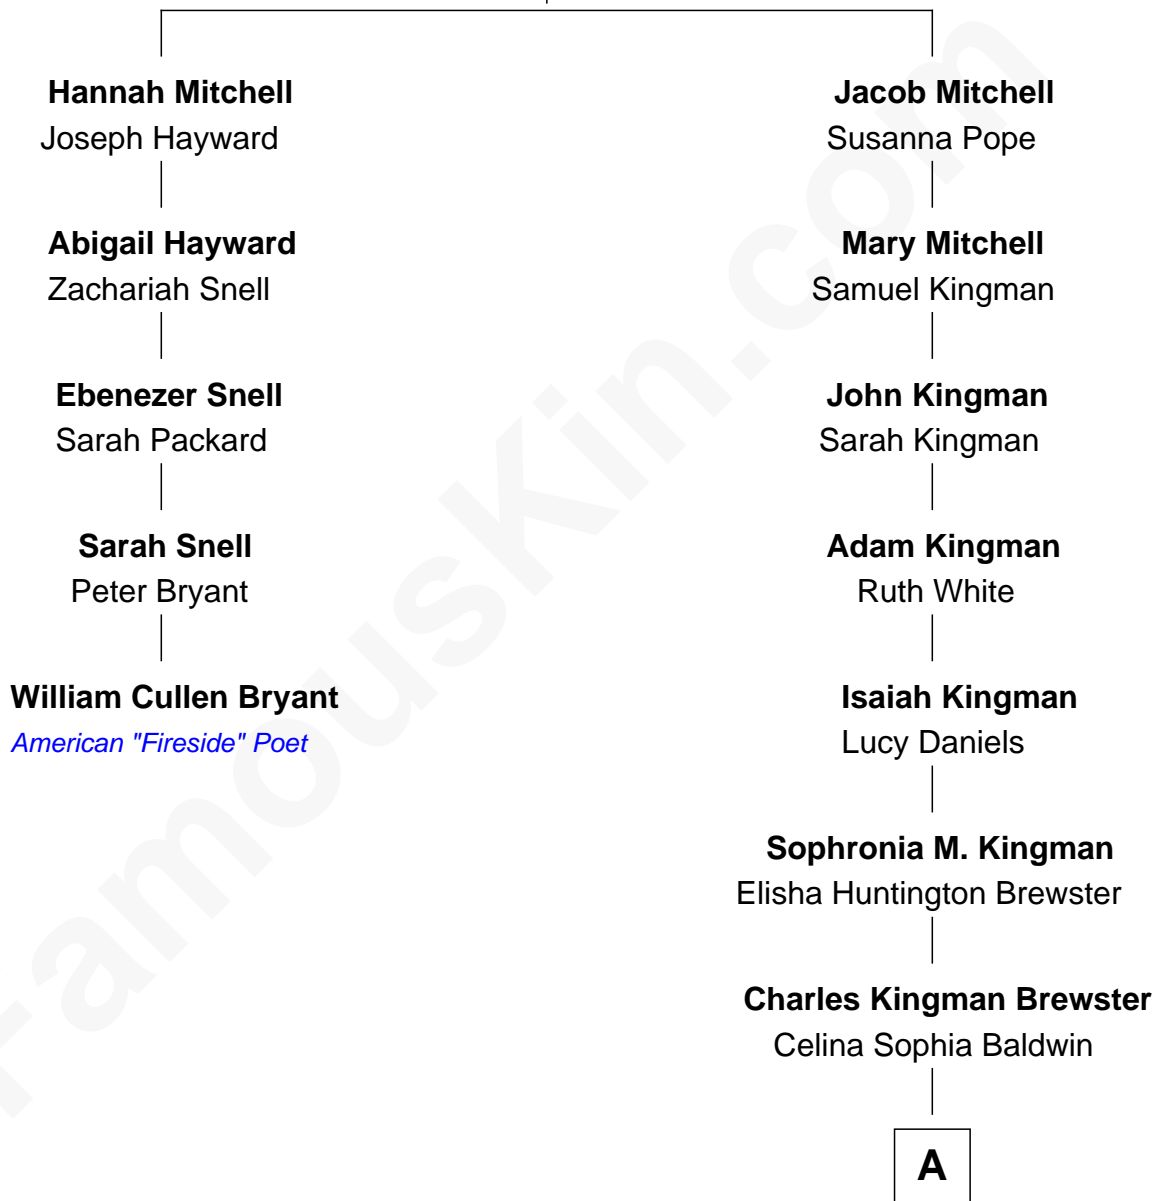 Hannah Mitchell
Joseph Hayward
Jacob Mitchell
Susanna Pope
Abigail Hayward
Zachariah Snell
Mary Mitchell
Samuel Kingman
Ebenezer Snell
Sarah Packard
John Kingman
Sarah Kingman
Sarah Snell
Peter Bryant
Adam Kingman
Ruth White
William Cullen Bryant
American "Fireside" Poet
Isaiah Kingman
Lucy Daniels
Sophronia M. Kingman
Elisha Huntington Brewster
Charles Kingman Brewster
Celina Sophia Baldwin
A
FamousKin.com